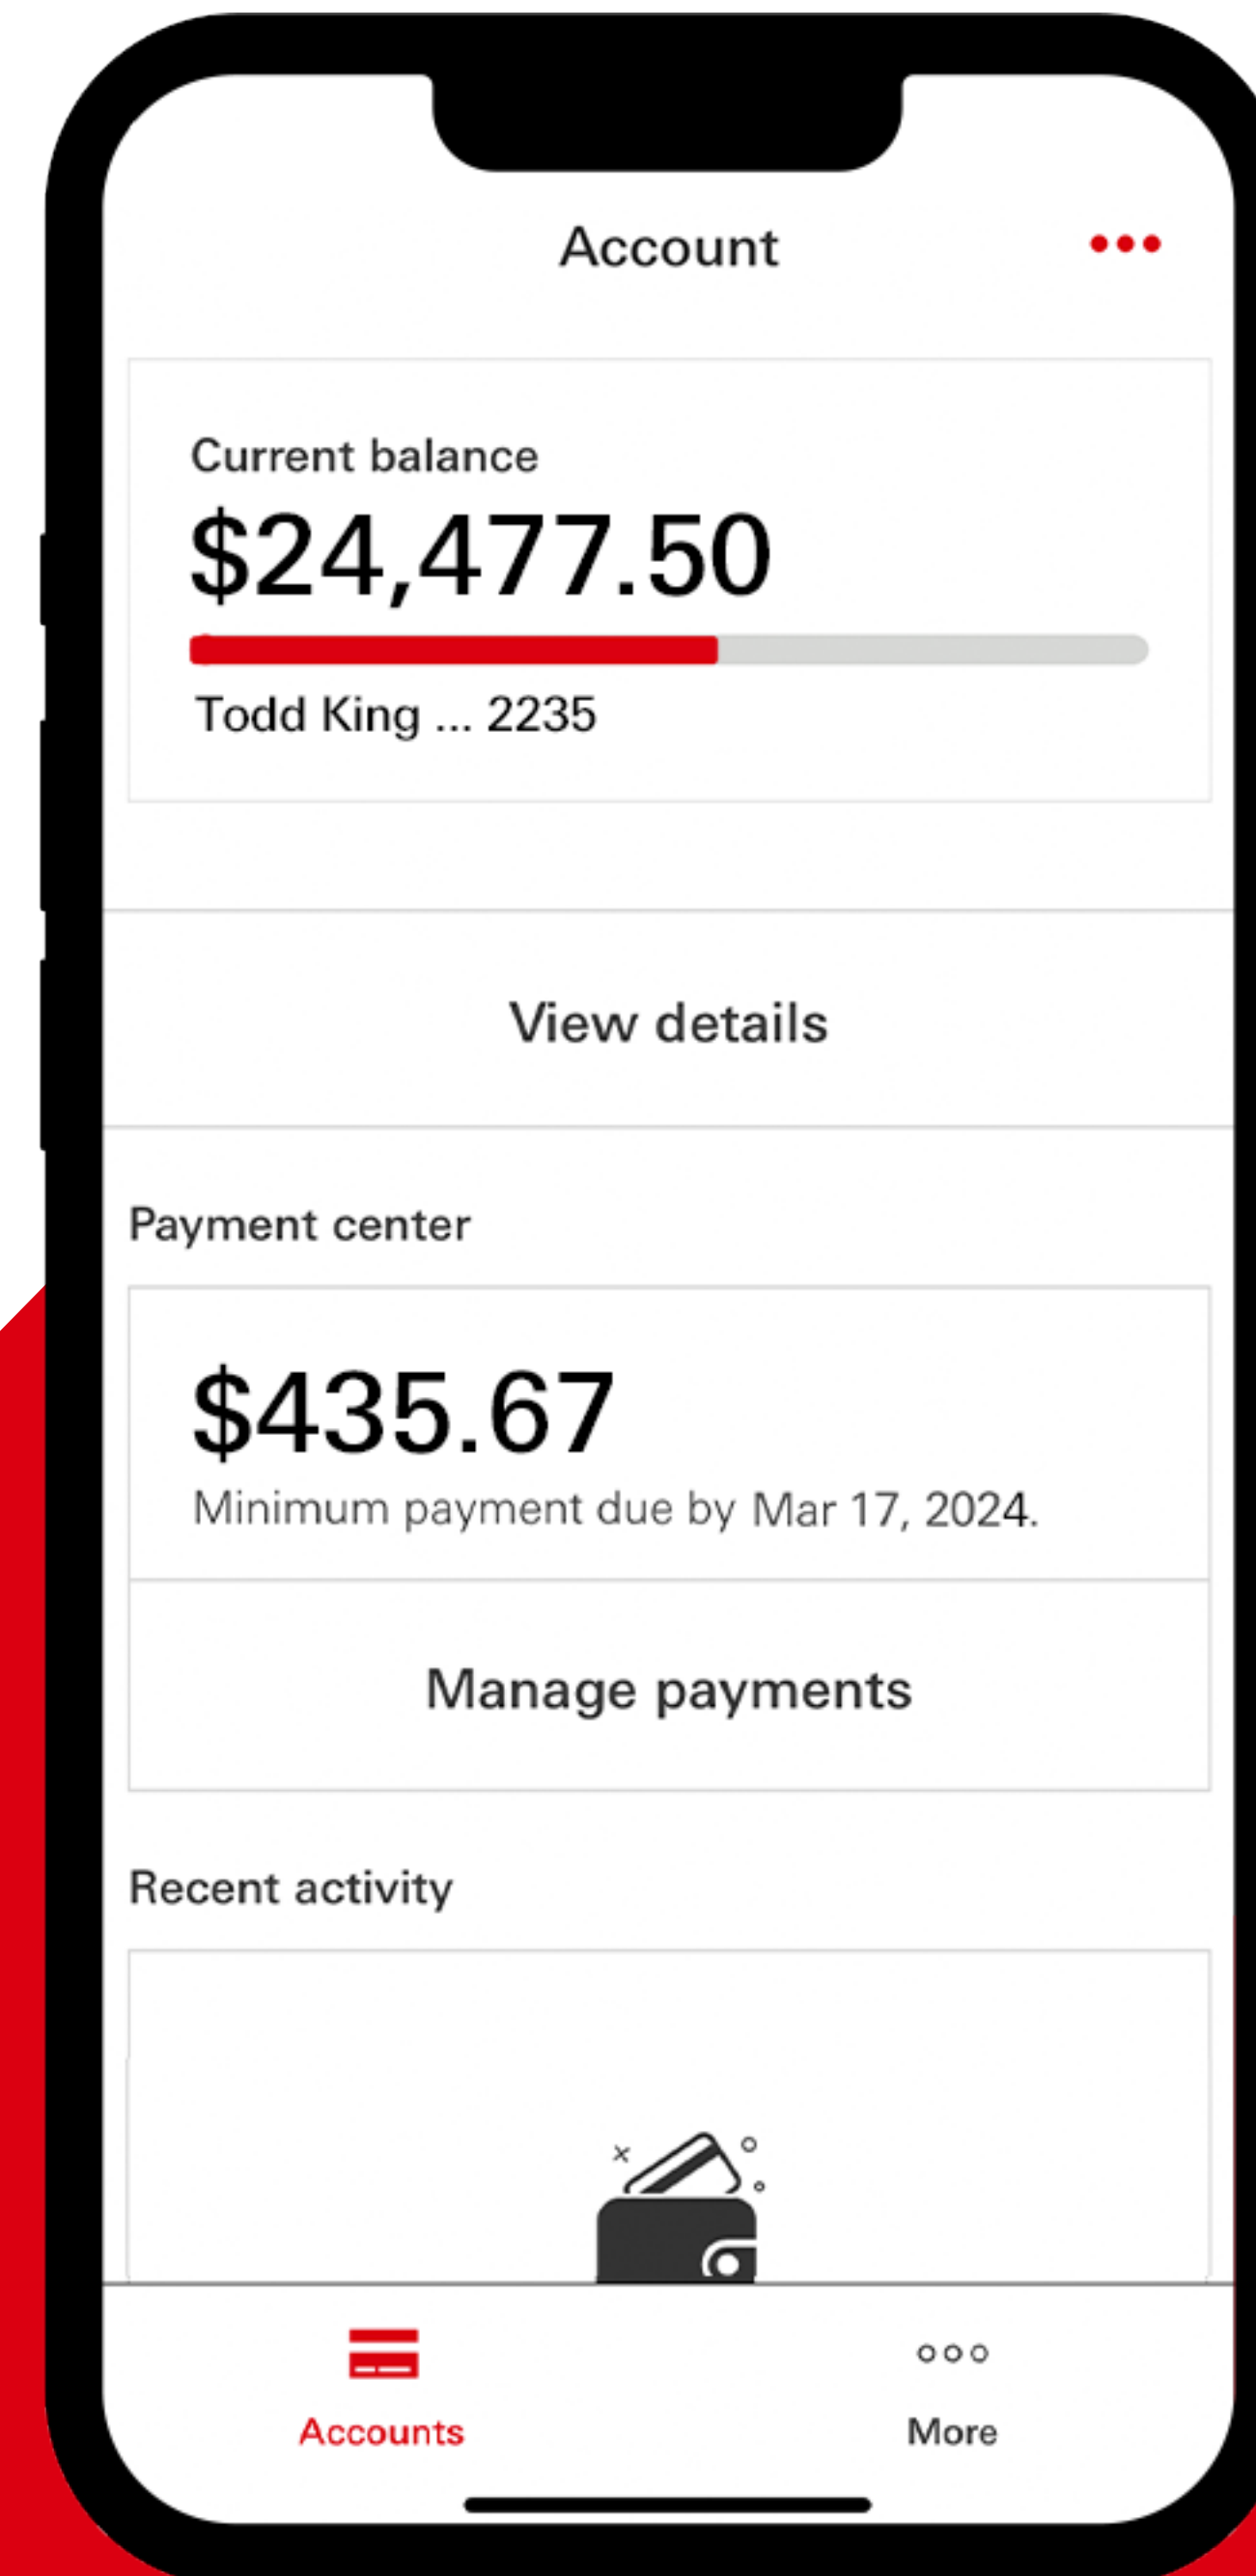 Account
Current balance
$24,477.50
Todd King ... 2235
View details
Payment center
$435.67
Minimum payment due by Mar 17, 2024.
Manage payments
Recent activity
Accounts
More